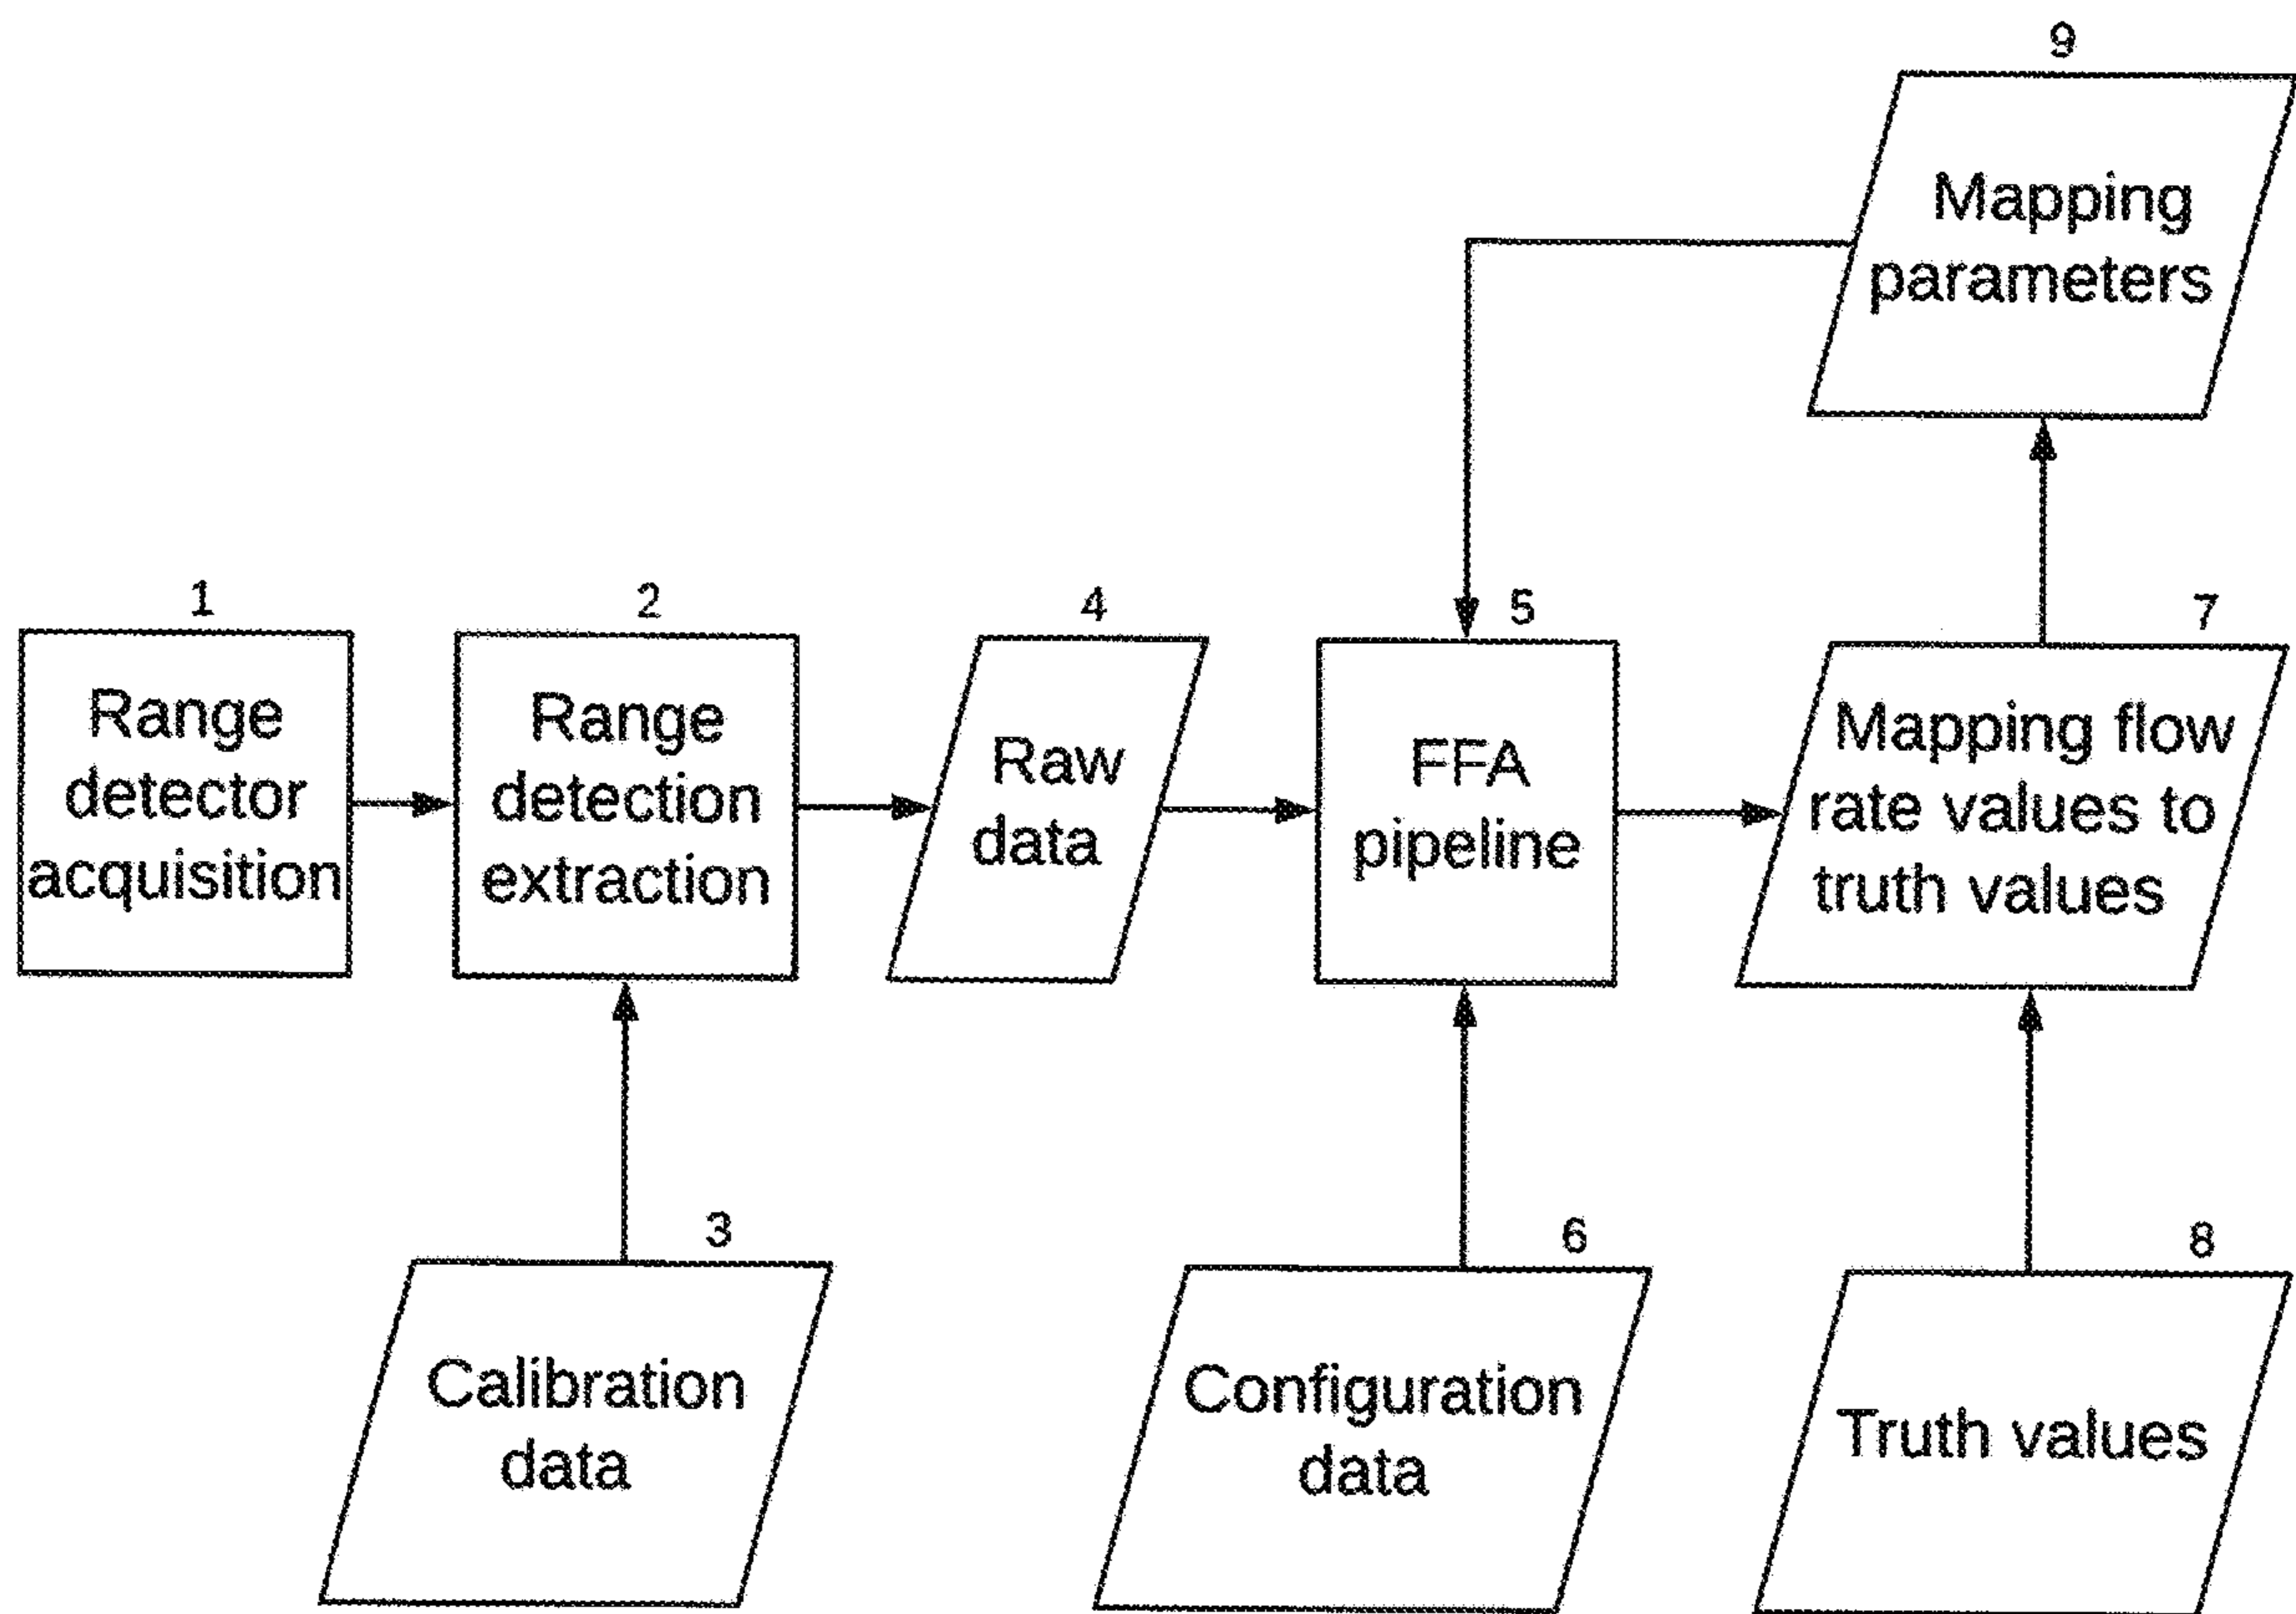 9
Mapping
parameters
1
Range
detector
acquisition
2
Range
detection
extraction
4
Raw
data
5
FFA
pipeline
7
Mapping flow
rate values to
truth values
3
Calibration
data
6
Configuration
data
8
Truth values